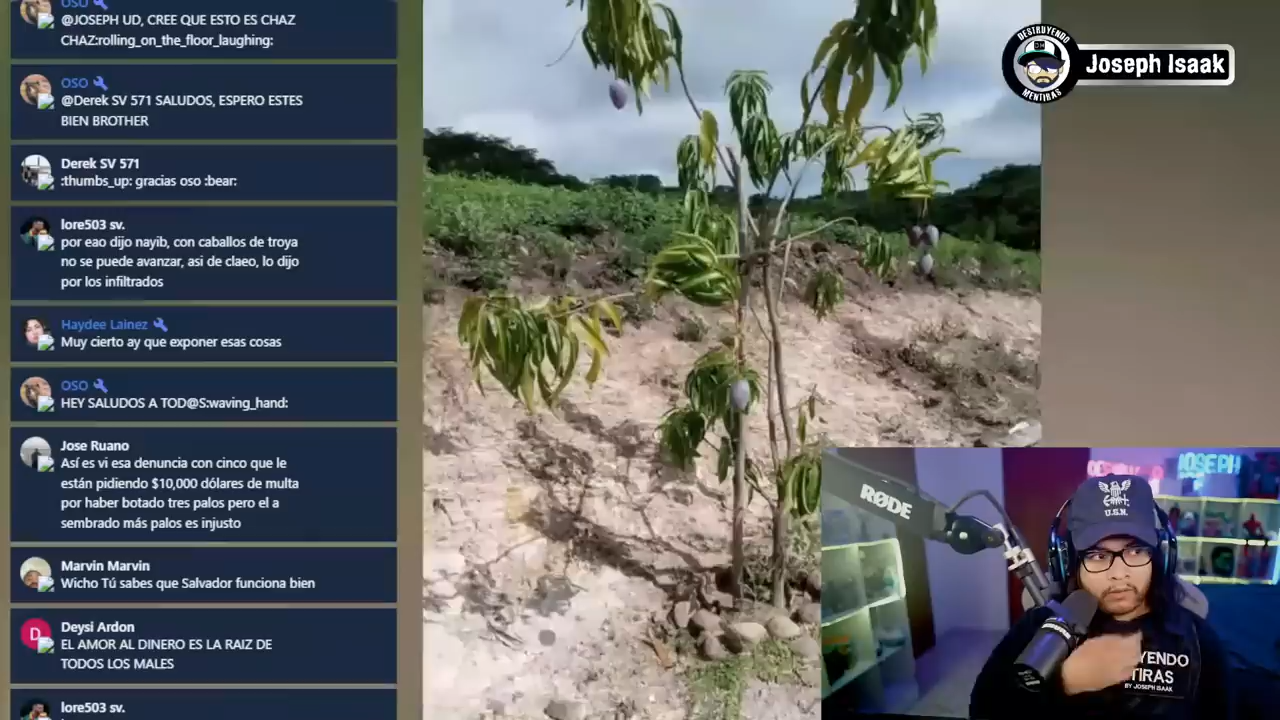 OSO
@JOSEPH UD, CREE QUE ESTO ES CHAZ
CHAZ:rolling_on_the_floor_laughing:
OSO
@Derek SV 571 SALUDOS, ESPERO ESTES
BIEN BROTHER
Derek SV 571
:thumbs_up: gracias oso :bear:
lore503 sv.
por eao dijo nayib, con caballos de troya
no se puede avanzar, asi de claeo, lo dijo
por los infiltrados
Haydee Lainez
Muy cierto ay que exponer esas cosas
OSO
HEY SALUDOS A TOD@S:waving_hand:
Jose Ruano
Así es vi esa denuncia con cinco que le
están pidiendo $10,000 dólares de multa
por haber botado tres palos pero el a
sembrado más palos es injusto
Marvin Marvin
Wicho Tú sabes que Salvador funciona bien
D
Deysi Ardon
EL AMOR AL DINERO ES LA RAIZ DE
TODOS LOS MALES
lore503 sv.
DESTRUYENDO
DM
MENTIRAS
Joseph Isaak
JOSEPH
RØDE
U.S.N.
YENDO
TIRAS
BY JOSEPH ISAAK